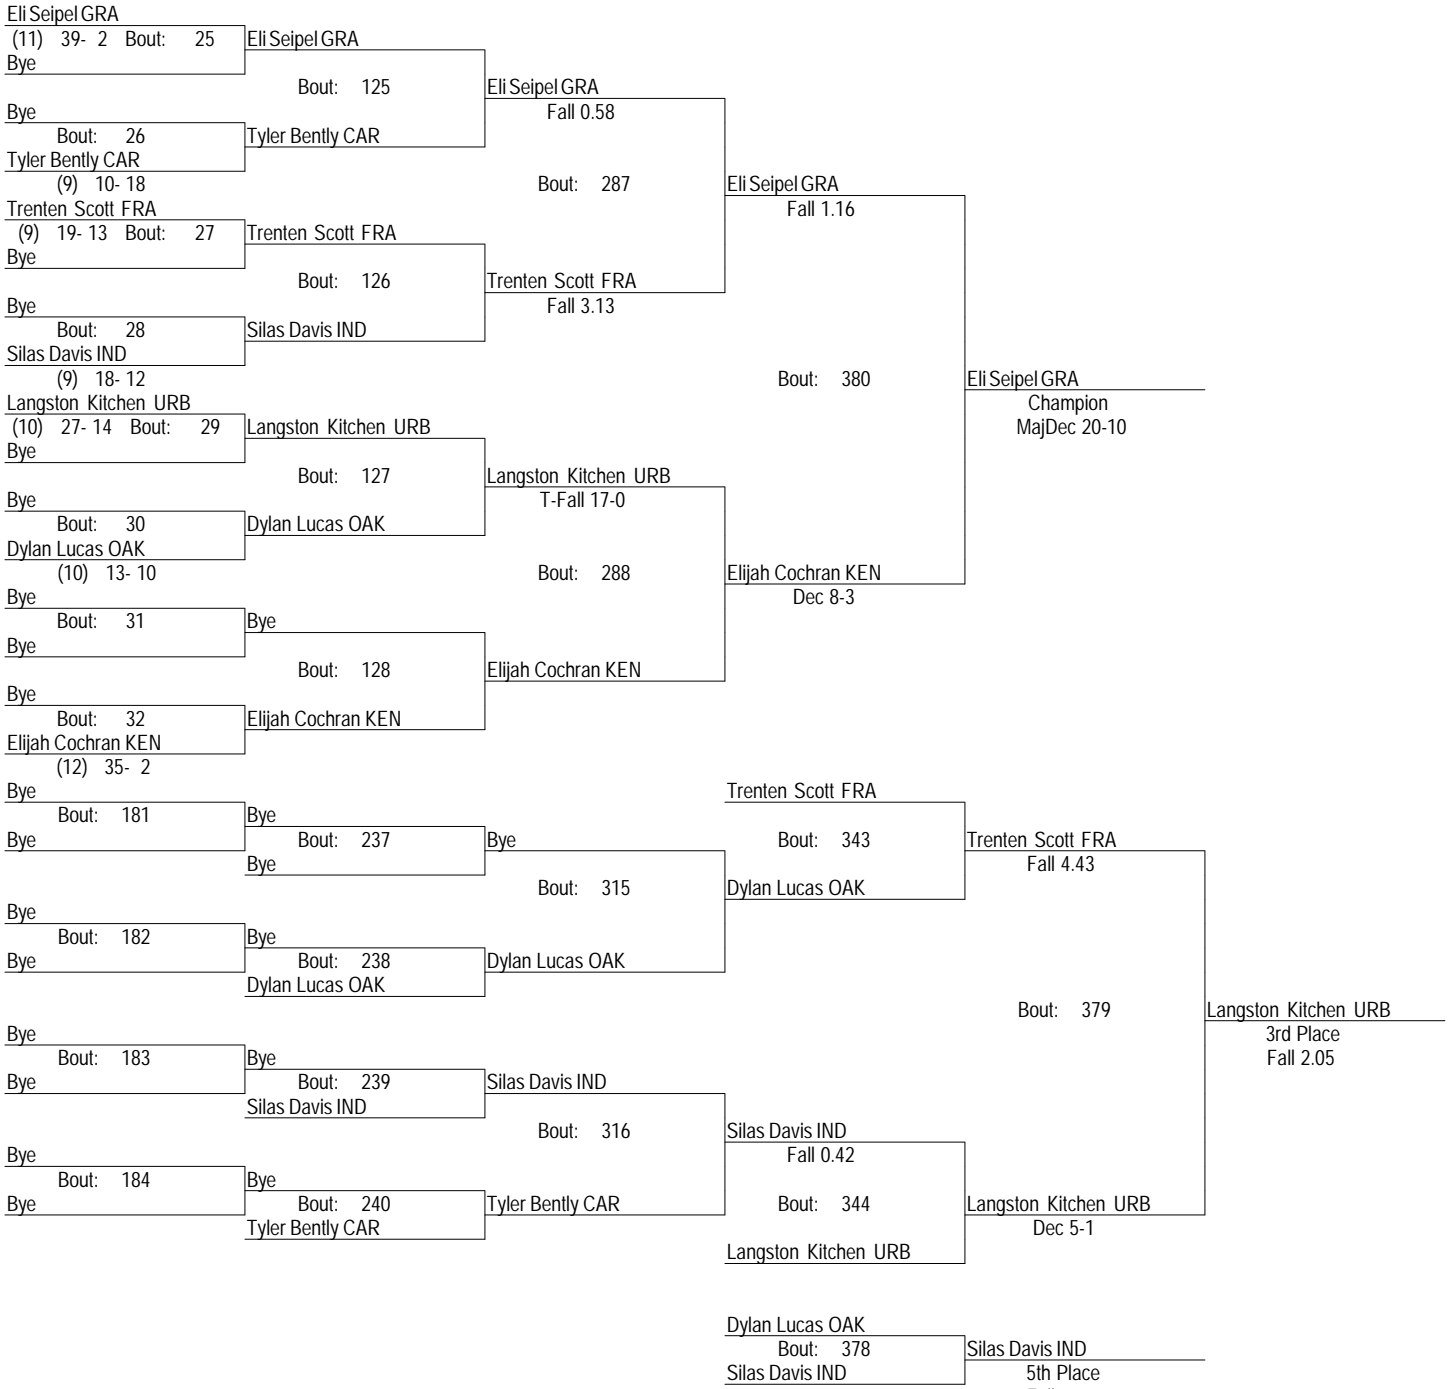 Eli Seipel GRA
(11) 39- 2 Bout: 25 Eli Seipel GRA
Bye
Bout: 125 Eli Seipel GRA
Bye Fall 0.58
Bout: 26 Tyler Bently CAR
Tyler Bently CAR
(9) 10- 18 Bout: 287 Eli Seipel GRA
Trenten Scott FRA Fall 1.16
(9) 19- 13 Bout: 27 Trenten Scott FRA
Bye
Bout: 126 Trenten Scott FRA
Bye Fall 3.13
Bout: 28 Silas Davis IND
Silas Davis IND
(9) 18- 12 Bout: 380 Eli Seipel GRA
Langston Kitchen URB Champion
(10) 27- 14 Bout: 29 Langston Kitchen URB MajDec 20-10
Bye
Bout: 127 Langston Kitchen URB
Bye T-Fall 17-0
Bout: 30 Dylan Lucas OAK
Dylan Lucas OAK
(10) 13- 10 Bout: 288 Elijah Cochran KEN
Bye Dec 8-3
Bout: 31 Bye
Bye
Bout: 128 Elijah Cochran KEN
Bye
Bout: 32 Elijah Cochran KEN
Elijah Cochran KEN
(12) 35- 2
Bye Trenten Scott FRA
Bout: 181 Bye
Bye Bout: 237 Bye Bout: 343 Trenten Scott FRA
Bye Fall 4.43
Bout: 315 Dylan Lucas OAK
Bye
Bout: 182 Bye
Bye Bout: 238 Dylan Lucas OAK
Dylan Lucas OAK
Bout: 379 Langston Kitchen URB
Bye 3rd Place
Bout: 183 Bye Fall 2.05
Bye Bout: 239 Silas Davis IND
Silas Davis IND
Bout: 316 Silas Davis IND
Bye Fall 0.42
Bout: 184 Bye
Bye Bout: 240 Tyler Bently CAR Bout: 344 Langston Kitchen URB
Tyler Bently CAR Dec 5-1
Langston Kitchen URB
Dylan Lucas OAK
Bout: 378 Silas Davis IND
Silas Davis IND 5th Place